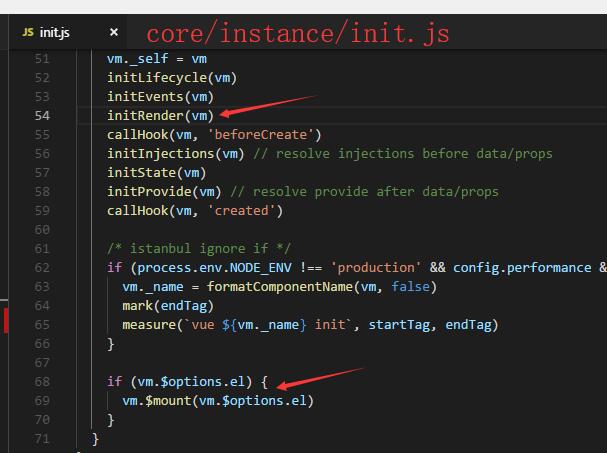 JS init.js × core/instance/init.js
51 vm._self = vm
52 initLifecycle(vm)
53 initEvents(vm)
54 initRender(vm)
55 callHook(vm, 'beforeCreate')
56 initInjections(vm) // resolve injections before data/props
57 initState(vm)
58 initProvide(vm) // resolve provide after data/props
59 callHook(vm, 'created')
60
61 /* istanbul ignore if */
62 if (process.env.NODE_ENV !== 'production' && config.performance &
63 vm._name = formatComponentName(vm, false)
64 mark(endTag)
65 measure(`vue ${vm._name} init`, startTag, endTag)
66 }
67
68 if (vm.$options.el) {
69 vm.$mount(vm.$options.el)
70 }
71 }